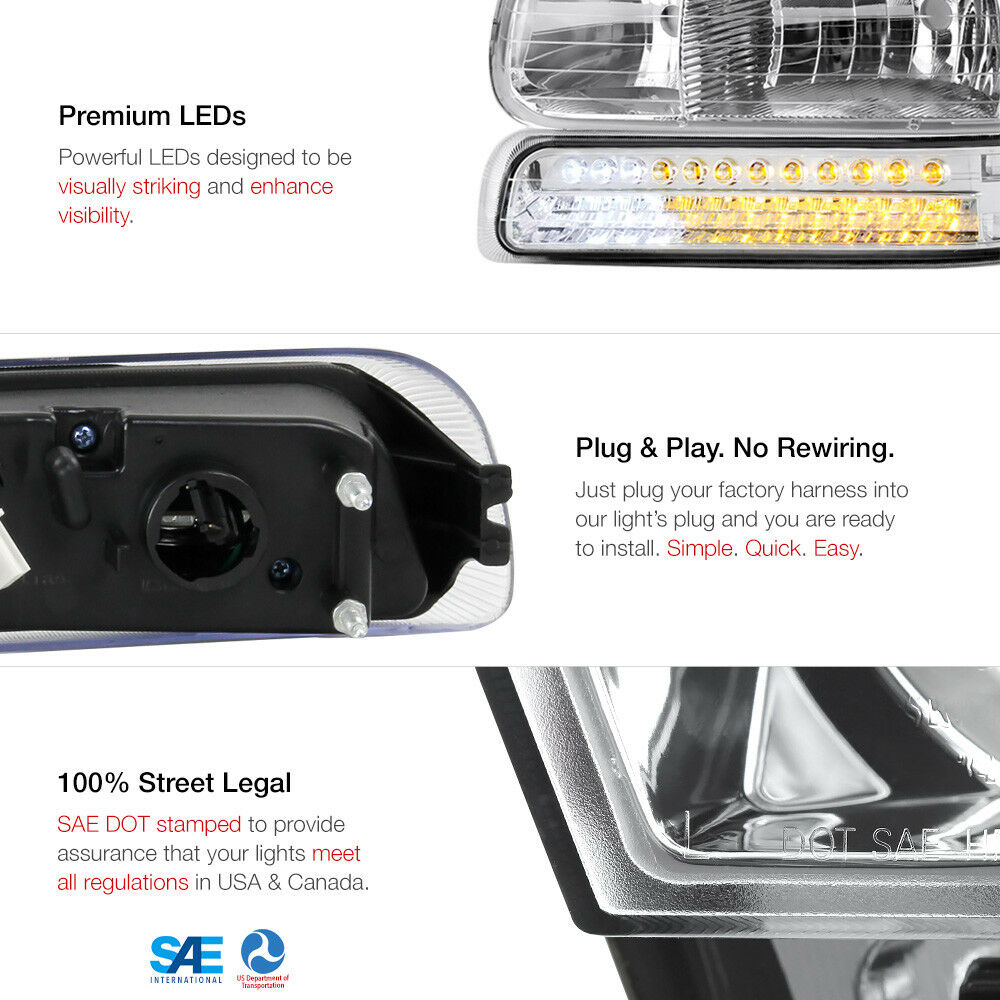 Premium LEDs
Powerful LEDs designed to be
visually striking and enhance
visibility.
Plug & Play. No Rewiring.
Just plug your factory harness into
our light's plug and you are ready
to install. Simple. Quick. Easy.
100% Street Legal
SAE DOT stamped to provide
assurance that your lights meet
all regulations in USA & Canada.
L DOT SAE
SAE
INTERNATIONAL
US Department of
Transportation